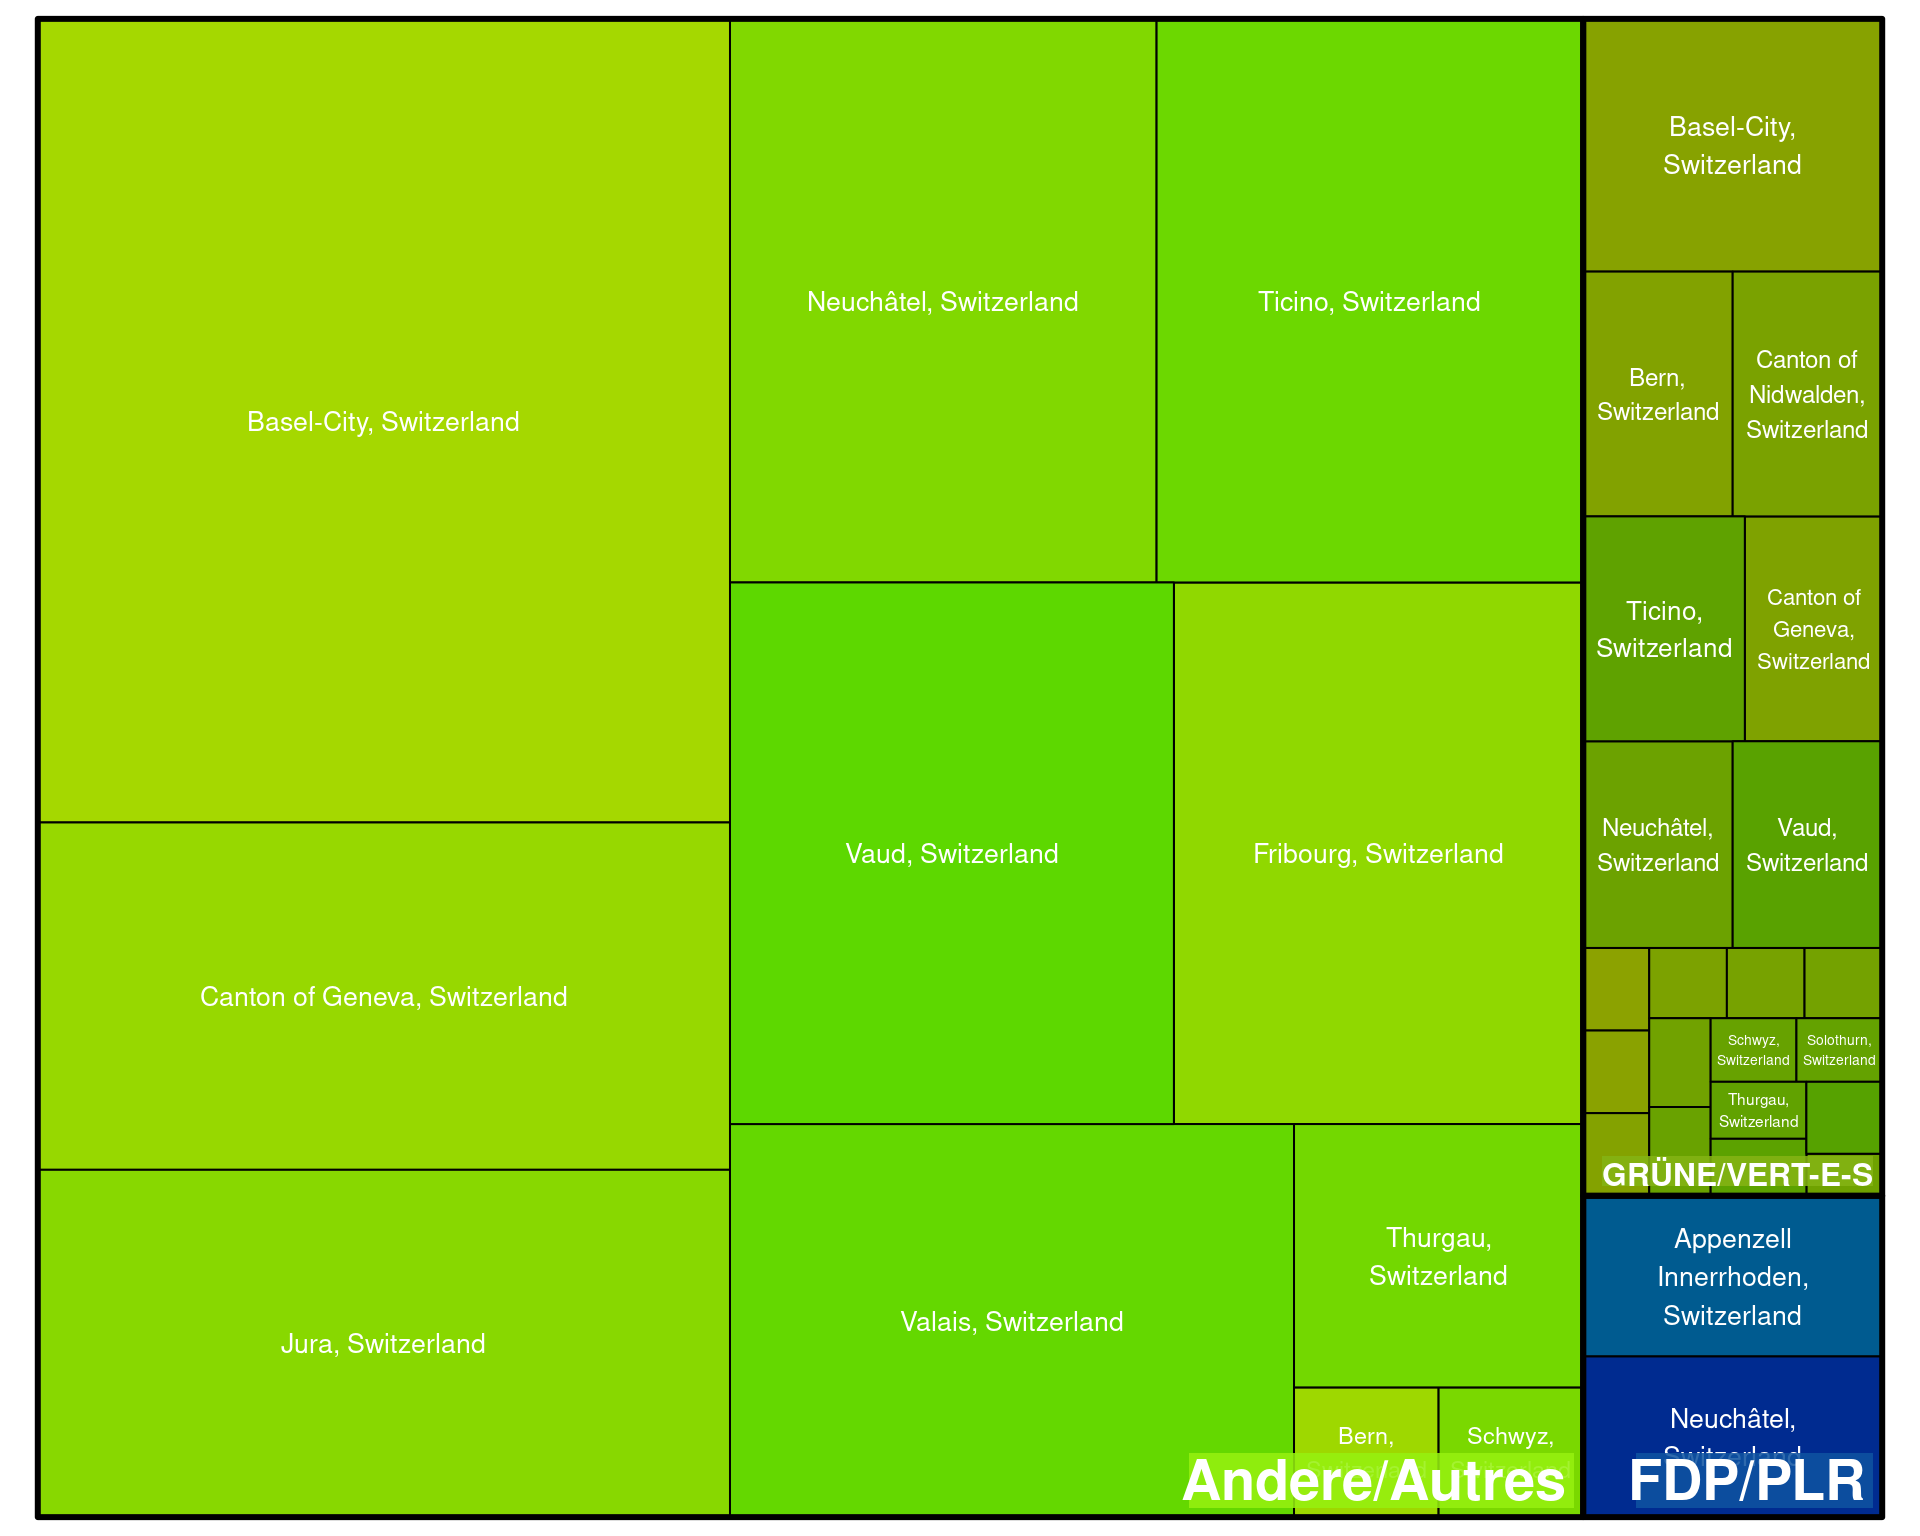 Basel-City, Switzerland
Canton of Geneva, Switzerland
Jura, Switzerland
Neuchâtel, Switzerland
Ticino, Switzerland
Vaud, Switzerland
Fribourg, Switzerland
Valais, Switzerland
Thurgau,
Switzerland
Bern,
Schwyz,
Andere/Autres
Basel-City,
Switzerland
Bern,
Switzerland
Canton of
Nidwalden,
Switzerland
Ticino,
Switzerland
Canton of
Geneva,
Switzerland
Neuchâtel,
Switzerland
Vaud,
Switzerland
Schwyz,
Switzerland
Solothurn,
Switzerland
Thurgau,
Switzerland
GRÜNE/VERT-E-S
Appenzell
Innerrhoden,
Switzerland
Neuchâtel,
Switzerland
FDP/PLR